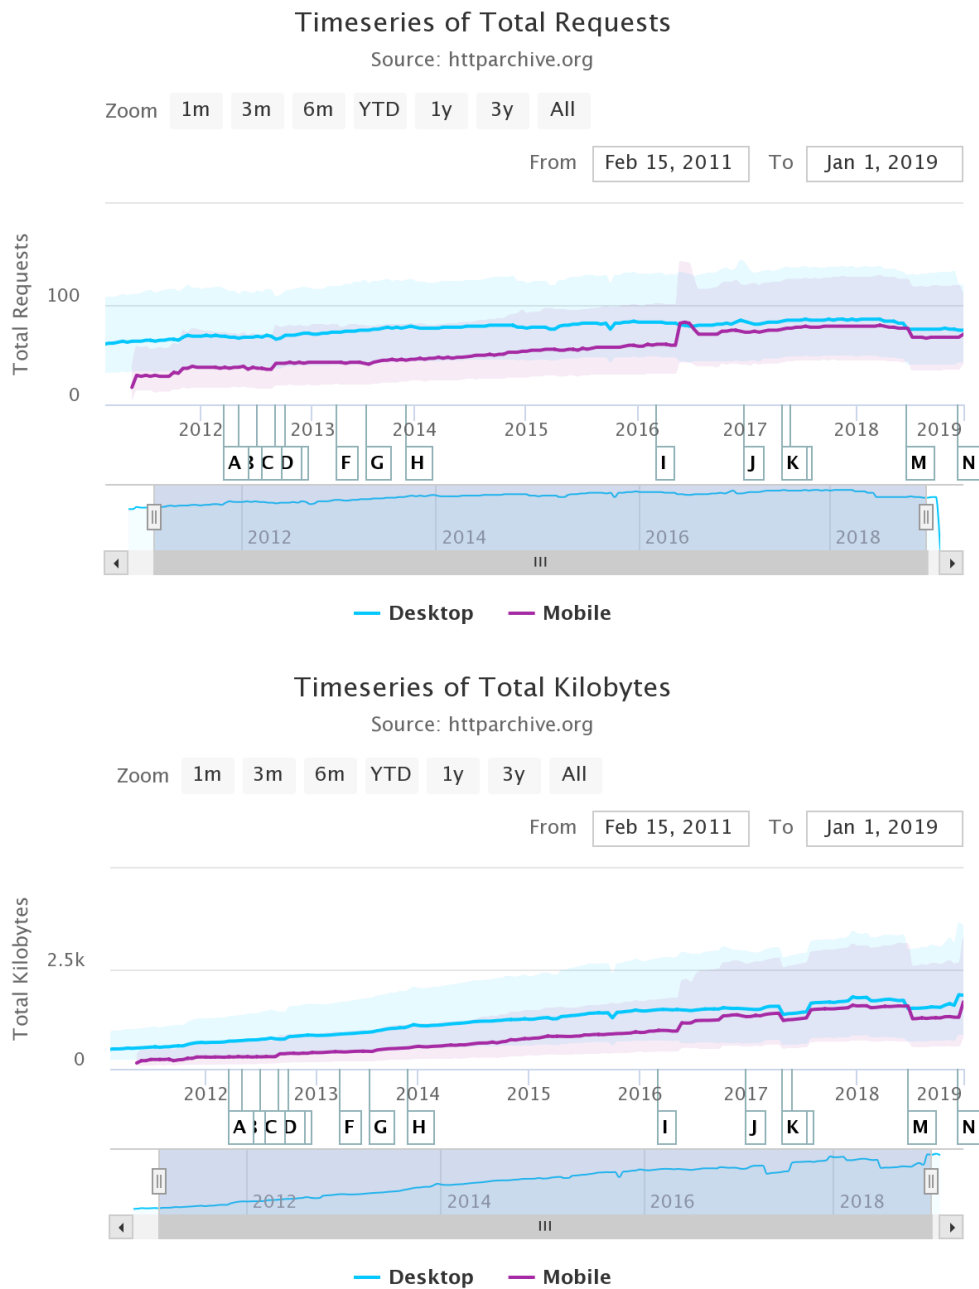 Timeseries of Total Requests
Source: httparchive.org
Zoom 1m 3m 6m YTD 1y 3y All
From Feb 15, 2011 To Jan 1, 2019
Total Requests
100
0
2012 2013 2014 2015 2016 2017 2018 2019
A B C D F G H I J K M N
2012 2014 2016 2018
Desktop Mobile
Timeseries of Total Kilobytes
Source: httparchive.org
Zoom 1m 3m 6m YTD 1y 3y All
From Feb 15, 2011 To Jan 1, 2019
Total Kilobytes
2.5k
0
2012 2013 2014 2015 2016 2017 2018 2019
A B C D F G H I J K M N
2012 2014 2016 2018
Desktop Mobile